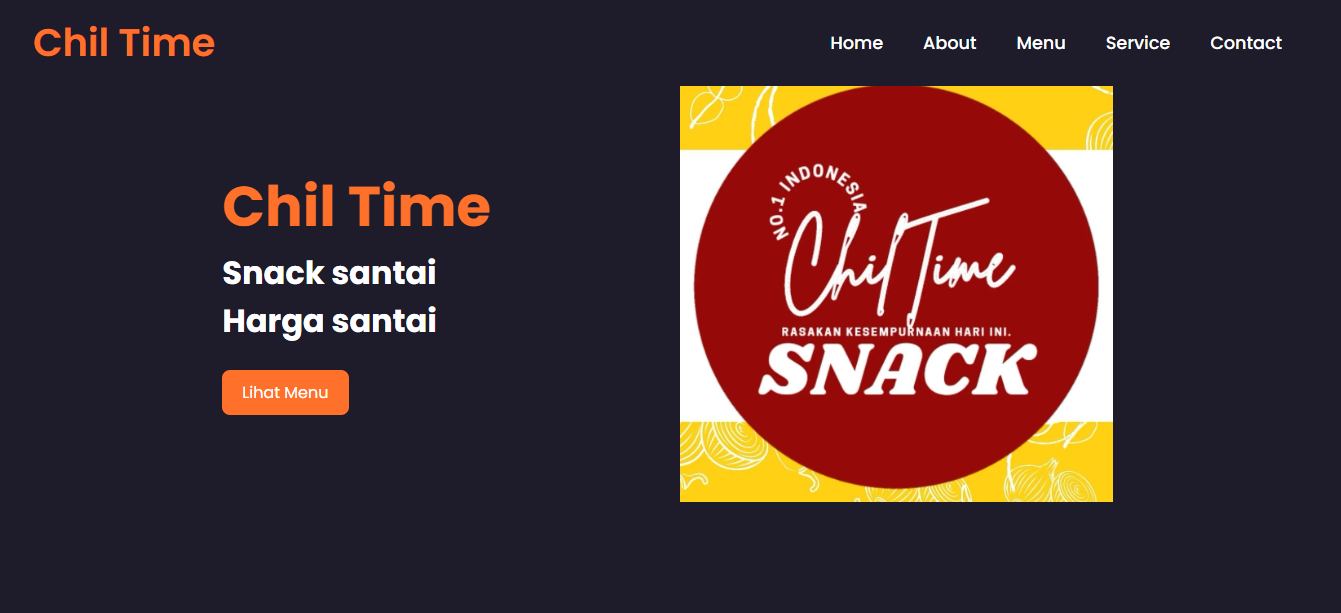 Chil Time
Home About Menu Service Contact
Chil Time
Snack santai
Harga santai
Lihat Menu
NO.1 INDONESIA
Chil Time
RASAKAN KESEMPURNAAN HARI INI.
SNACK